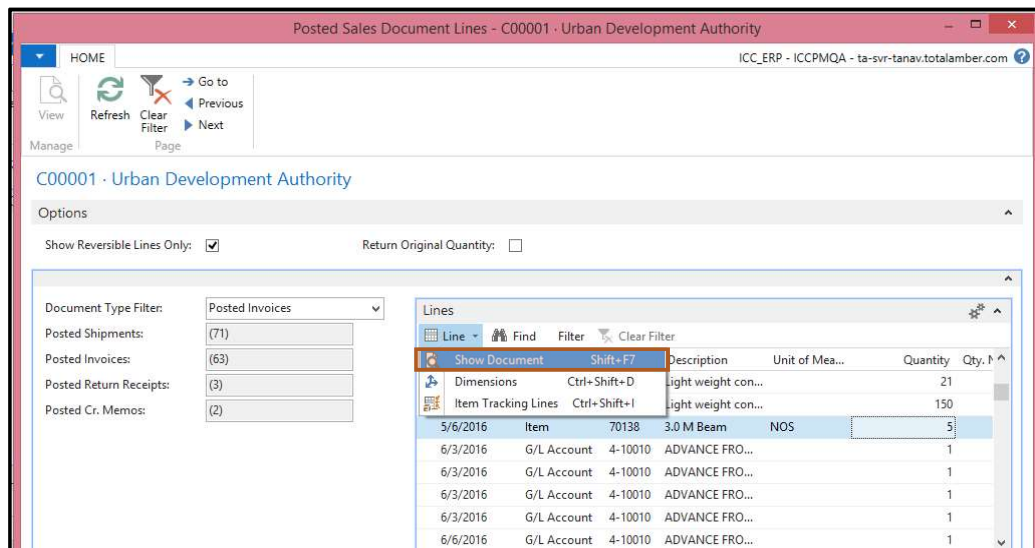 Posted Sales Document Lines - C00001 · Urban Development Authority
HOME
ICC_ERP - ICCPMQA - ta-svr-tanav.totalamber.com
View
Refresh
Clear Filter
Go to
Previous
Next
Manage
Page
C00001 · Urban Development Authority
Options
Show Reversible Lines Only:
Return Original Quantity:
Document Type Filter: Posted Invoices
Posted Shipments: (71)
Posted Invoices: (63)
Posted Return Receipts: (3)
Posted Cr. Memos: (2)
Lines
Line Find Filter Clear Filter
Show Document Shift+F7
Dimensions Ctrl+Shift+D
Item Tracking Lines Ctrl+Shift+I
Description Unit of Mea... Quantity Qty.
Light weight con... 21
Light weight con... 150
5/6/2016 Item 70138 3.0 M Beam NOS 5
6/3/2016 G/L Account 4-10010 ADVANCE FRO... 1
6/3/2016 G/L Account 4-10010 ADVANCE FRO... 1
6/3/2016 G/L Account 4-10010 ADVANCE FRO... 1
6/3/2016 G/L Account 4-10010 ADVANCE FRO... 1
6/6/2016 G/L Account 4-10010 ADVANCE FRO... 1